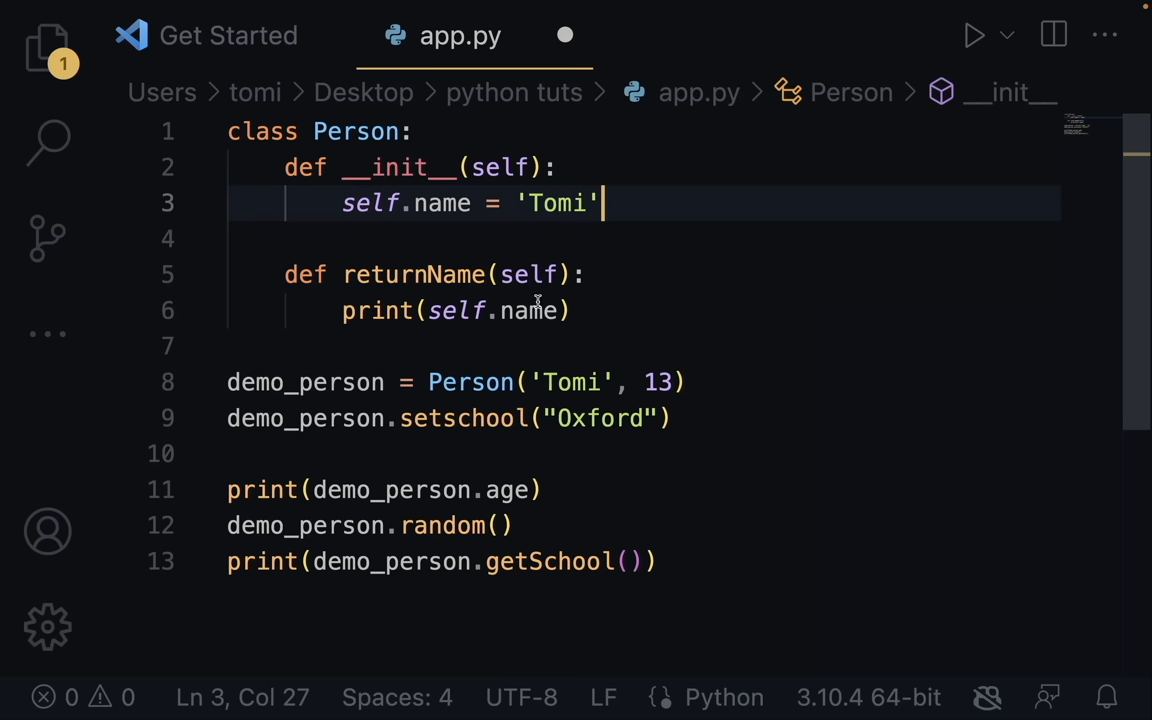 Get Started app.py
1
Users > tomi > Desktop > python tuts > app.py > Person > __init__
1 class Person:
2     def __init__(self):
3         self.name = 'Tomi'
4
5     def returnName(self):
6         print(self.name)
7
8 demo_person = Person('Tomi', 13)
9 demo_person.setschool("Oxford")
10
11 print(demo_person.age)
12 demo_person.random()
13 print(demo_person.getSchool())
0 0 Ln 3, Col 27 Spaces: 4 UTF-8 LF Python 3.10.4 64-bit